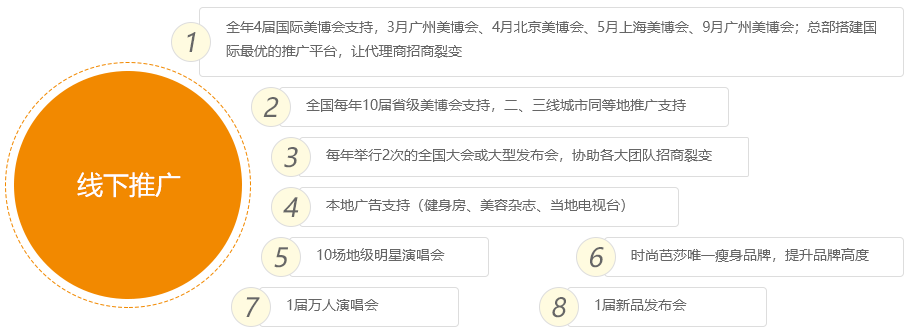 线下推广
1
全年4届国际美博会支持，3月广州美博会、4月北京美博会、5月上海美博会、9月广州美博会；总部搭建国
际最优的推广平台，让代理商招商裂变
2
全国每年10届省级美博会支持，二、三线城市同等地推广支持
3
每年举行2次的全国大会或大型发布会，协助各大团队招商裂变
4
本地广告支持（健身房、美容杂志、当地电视台）
5
10场地级明星演唱会
6
时尚芭莎唯一瘦身品牌，提升品牌高度
7
1届万人演唱会
8
1届新品发布会